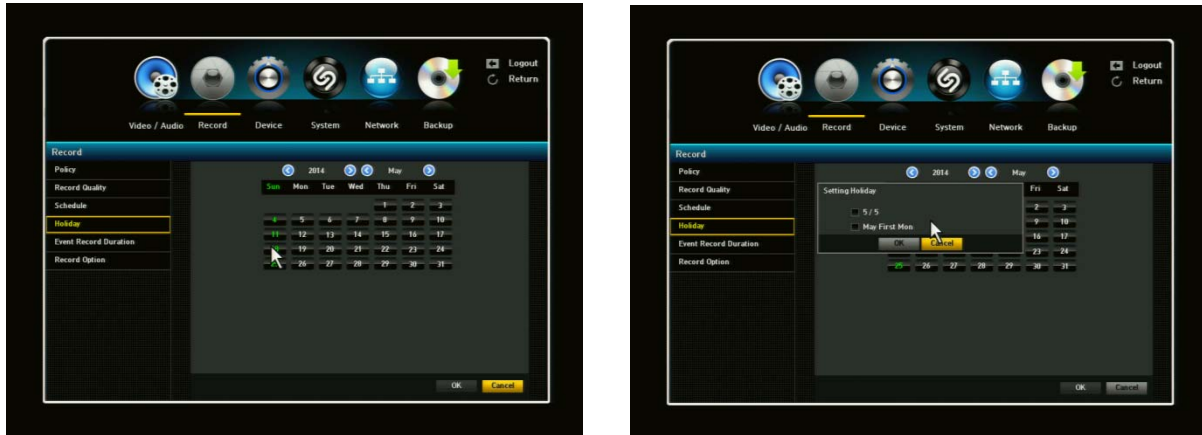 Logout
Return
Video / Audio Record Device System Network Backup
Record
Policy
Record Quality
Schedule
Holiday
Event Record Duration
Record Option
2014 May
Sun Mon Tue Wed Thu Fri Sat
1 2 3
4 5 6 7 8 9 10
11 12 13 14 15 16 17
19 20 21 22 23 24
26 27 28 29 30 31
OK Cancel
Logout
Return
Video / Audio Record Device System Network Backup
Record
Policy
Record Quality
Schedule
Holiday
Event Record Duration
Record Option
2014 May
Fri Sat
2 3
9 10
16 17
23 24
25 26 27 28 29 30 31
Setting Holiday
5 / 5
May First Mon
OK Cancel
OK Cancel